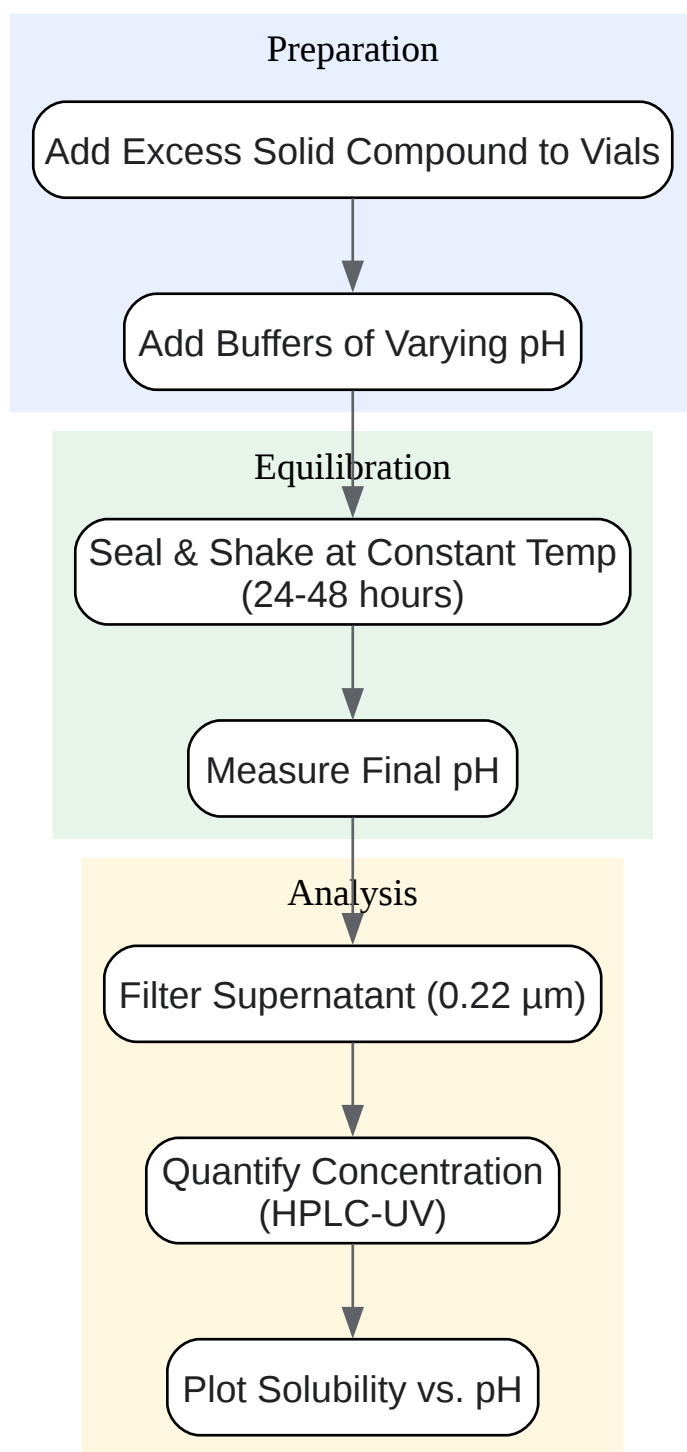 Preparation
Add Excess Solid Compound to Vials
Add Buffers of Varying pH
Equilibration
Seal & Shake at Constant Temp
(24-48 hours)
Measure Final pH
Analysis
Filter Supernatant (0.22 µm)
Quantify Concentration
(HPLC-UV)
Plot Solubility vs. pH